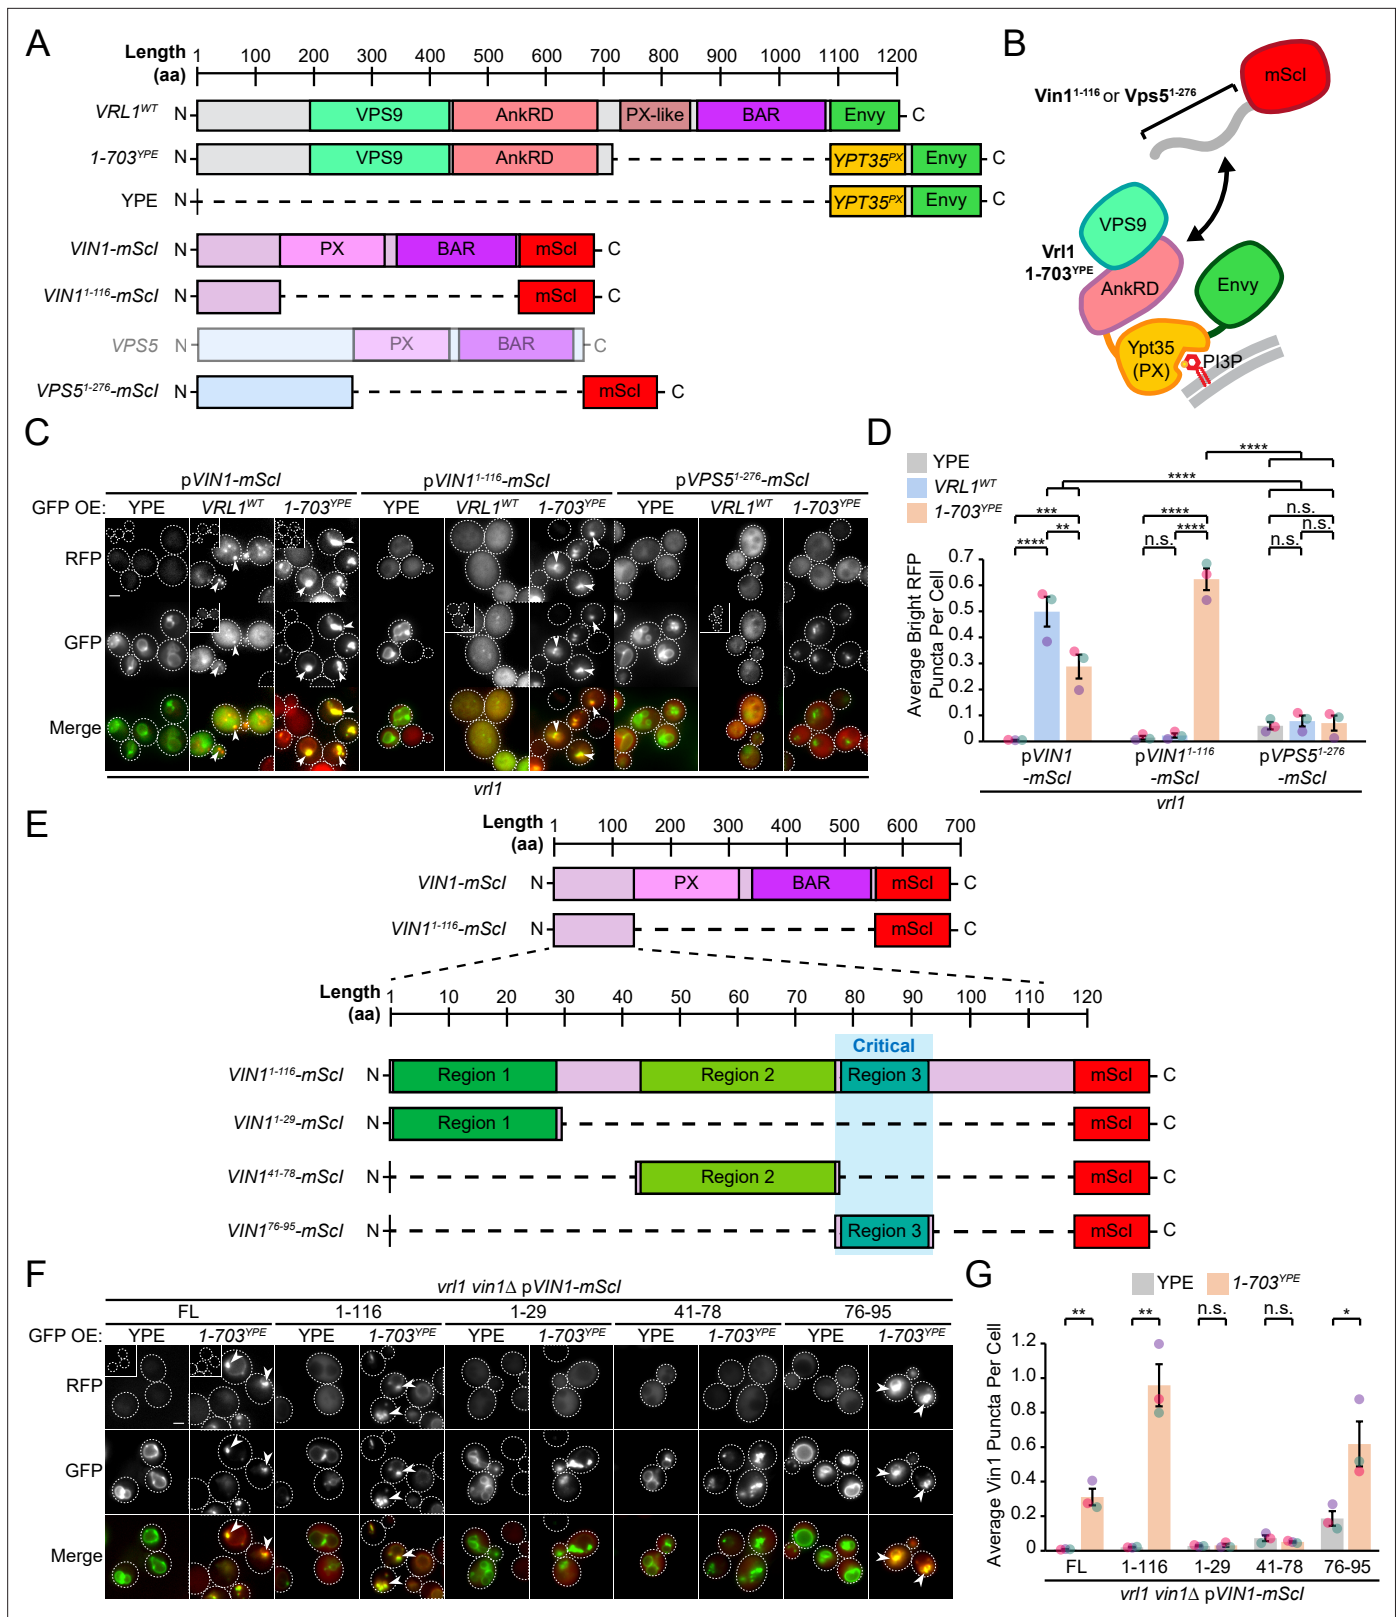 A
Length (aa) 1 100 200 300 400 500 600 700 800 900 1000 1100 1200
VRL1WT N VPS9 AnkRD PX-like BAR Envy C
1-703YPE N VPS9 AnkRD YPT35PX Envy C
YPE N YPT35PX Envy C
VIN1-mScI N PX BAR mScI C
VIN11-116-mScI N mScI C
VPS5 N PX BAR C
VPS51-276-mScI N mScI C
B
mScI
Vin11-116 or Vps51-276
VPS9
Vrl1
1-703YPE
AnkRD
Envy
Ypt35
(PX)
PI3P
C
pVIN1-mScI pVIN11-116-mScI pVPS51-276-mScI
GFP OE: YPE VRL1WT 1-703YPE YPE VRL1WT 1-703YPE YPE VRL1WT 1-703YPE
RFP
GFP
Merge
vrl1
D
YPE
VRL1WT
1-703YPE
****
****
*** **** n.s.
**** ** n.s. **** n.s. n.s.
Average Bright RFP
Puncta Per Cell
0.7
0.6
0.5
0.3
0.2
0.1
0
pVIN1
-mScI
pVIN11-116
-mScI
pVPS51-276
-mScI
vrl1
E
Length (aa) 1 100 200 300 400 500 600 700
VIN1-mScI N PX BAR mScI C
VIN11-116-mScI N mScI C
Length (aa) 1 10 20 30 40 50 60 70 80 90 100 110 120
Critical
VIN11-116-mScI N Region 1 Region 2 Region 3 mScI C
VIN11-29-mScI N Region 1 mScI C
VIN141-78-mScI N Region 2 mScI C
VIN176-95-mScI N Region 3 mScI C
F
vrl1 vin1Δ pVIN1-mScI
FL 1-116 1-29 41-78 76-95
GFP OE: YPE 1-703YPE YPE 1-703YPE YPE 1-703YPE YPE 1-703YPE YPE 1-703YPE
RFP
GFP
Merge
G
YPE 1-703YPE
** ** n.s. n.s. *
Average Vin1 Puncta Per Cell
1.2
1.0
0.8
0.6
0.4
0.2
0
FL 1-116 1-29 41-78 76-95
vrl1 vin1Δ pVIN1-mScI